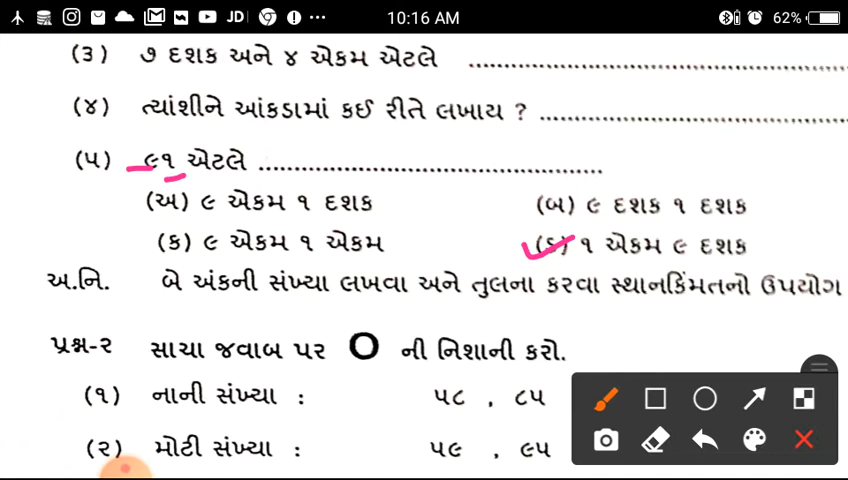 JD
10:16 AM
62%
(૩) ૭ દશક અને ૪ એકમ એટલે ..........................................................
(૪) ત્યાંશીને આંકડામાં કઈ રીતે લખાય ? ...............................................
(૫) ૯૧ એટલે ..................................................
(અ) ૯ એકમ ૧ દશક (બ) ૯ દશક ૧ દશક
(ક) ૯ એકમ ૧ એકમ (ડ) ૧ એકમ ૯ દશક
અ.નિ. બે અંકની સંખ્યા લખવા અને તુલના કરવા સ્થાનકિંમતનો ઉપયોગ
પ્રશ્ન-૨ સાચા જવાબ પર O ની નિશાની કરો.
(૧) નાની સંખ્યા : ૫૮ , ૮૫
(૨) મોટી સંખ્યા : ૫૯ , ૯૫